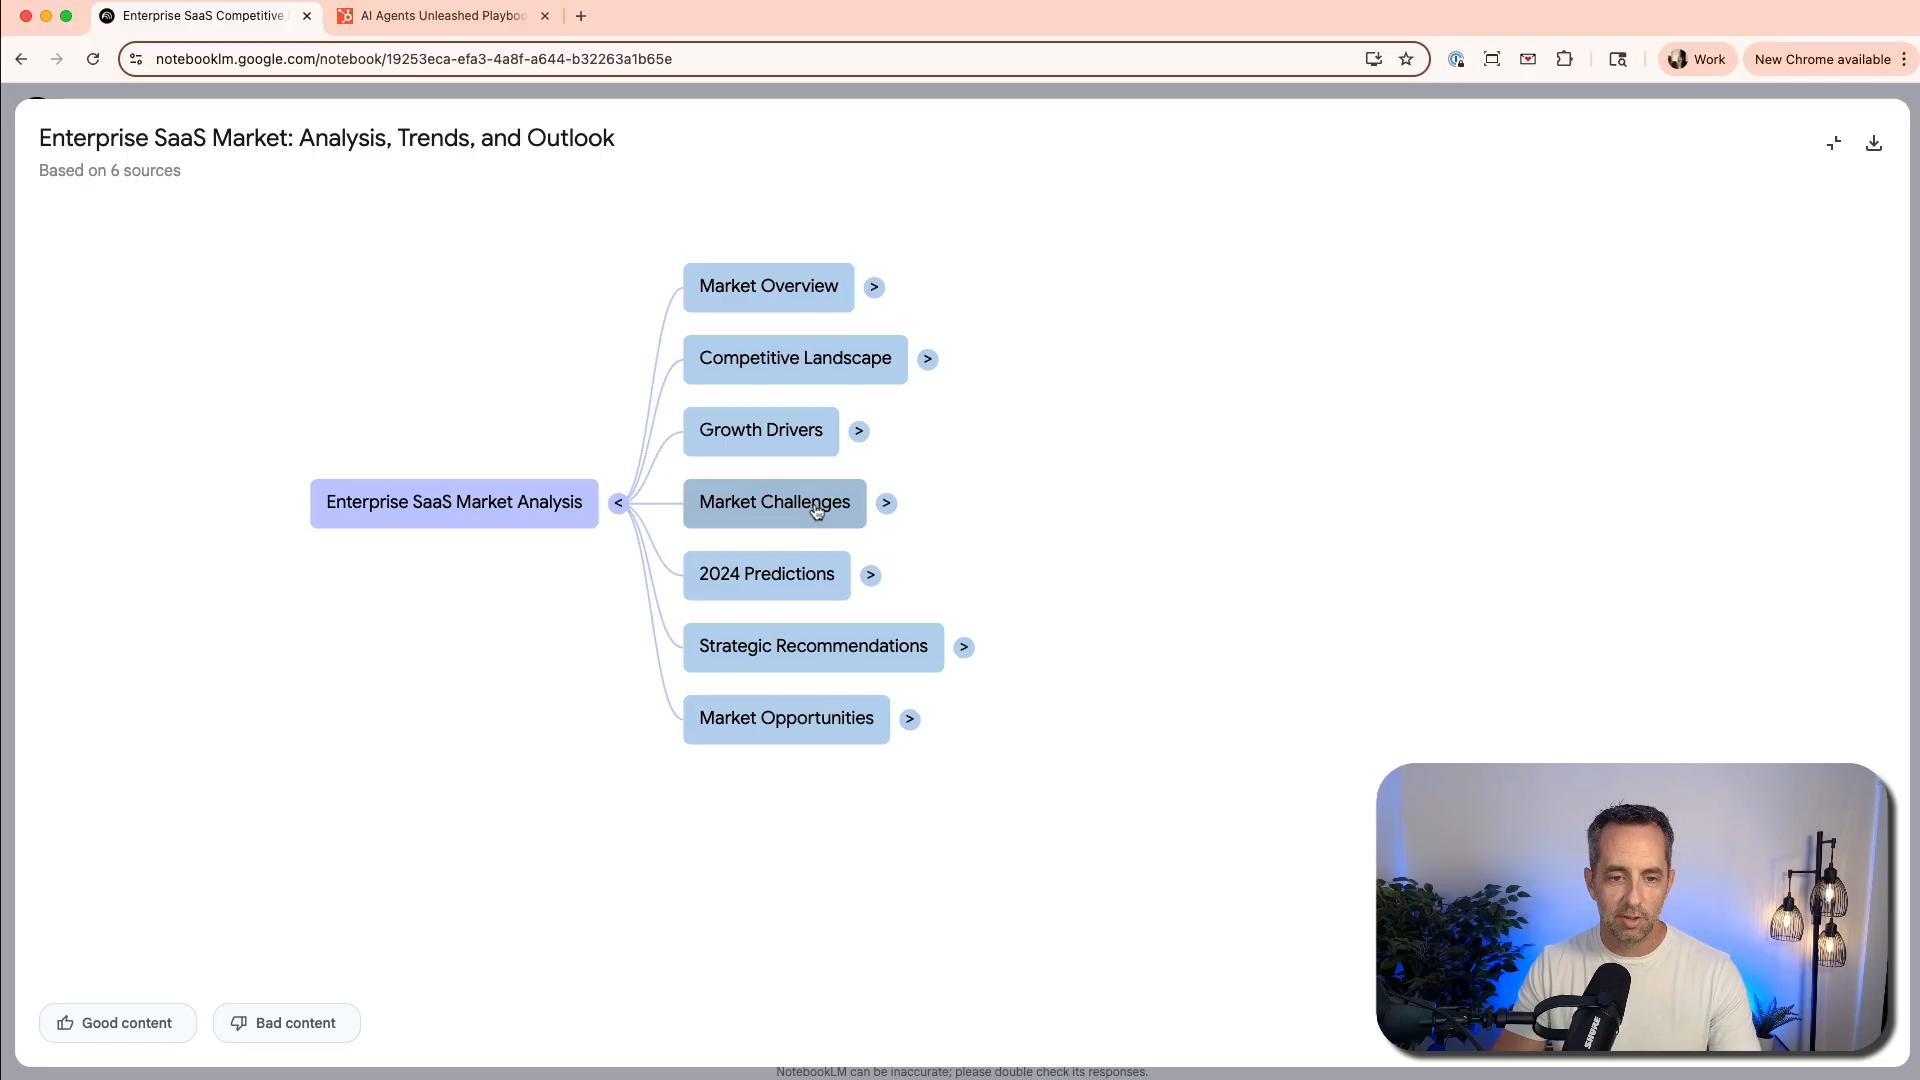 Enterprise SaaS Competitive
AI Agents Unleashed Playboo
notebooklm.google.com/notebook/19253eca-efa3-4a8f-a644-b32263a1b65e
Work
New Chrome available
Enterprise SaaS Market: Analysis, Trends, and Outlook
Based on 6 sources
Market Overview >
Competitive Landscape >
Growth Drivers >
Enterprise SaaS Market Analysis <
Market Challenges >
2024 Predictions >
Strategic Recommendations >
Market Opportunities >
Good content
Bad content
SHURE
NotebookLM can be inaccurate; please double check its responses.